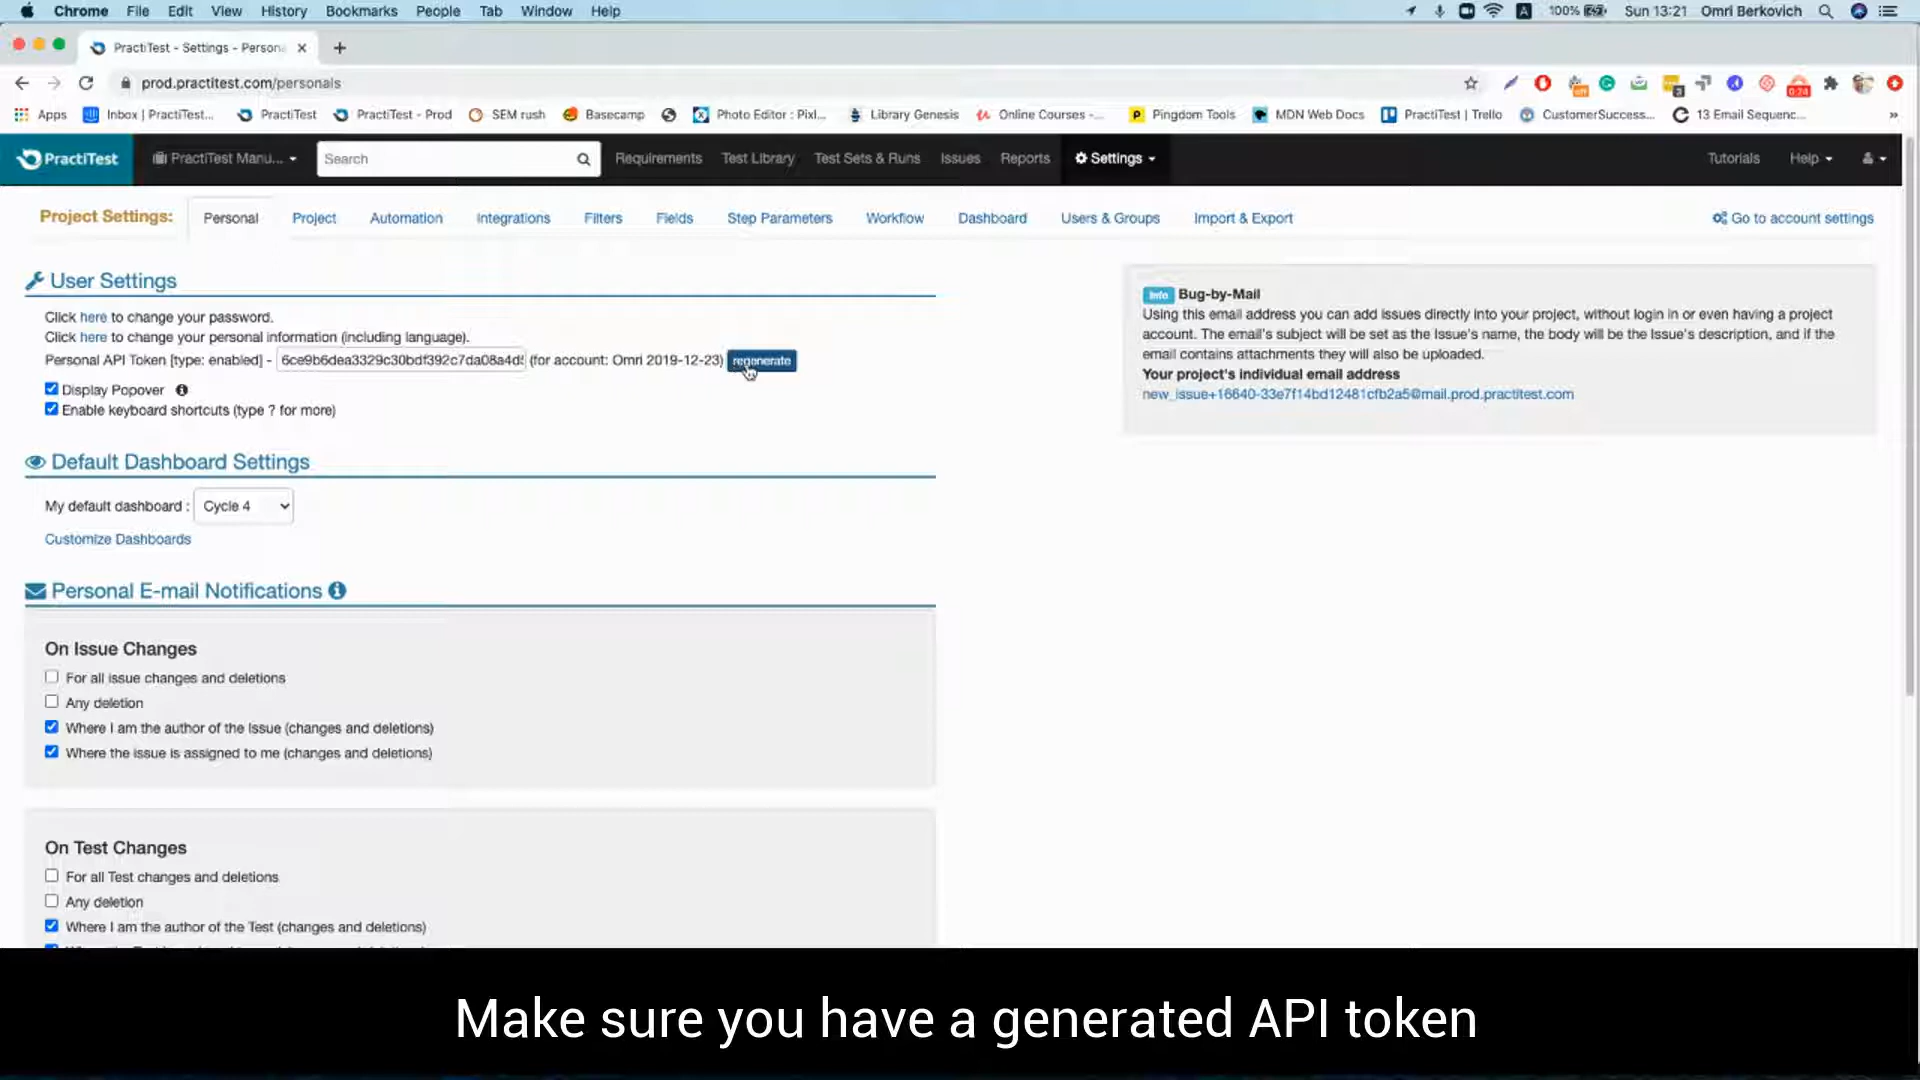 Chrome File Edit View History Bookmarks People Tab Window Help 100% Sun 13:21 Omri Berkovich
PractiTest - Settings - Persona
prod.practitest.com/personals
Apps Inbox | PractiTest... PractiTest PractiTest - Prod SEM rush Basecamp Photo Editor : Pixl... Library Genesis Online Courses -... Pingdom Tools MDN Web Docs PractiTest | Trello CustomerSuccess... 13 Email Sequenc... »
PractiTest PractiTest Manu... Search Requirements Test Library Test Sets & Runs Issues Reports Settings Tutorials Help
Project Settings: Personal Project Automation Integrations Filters Fields Step Parameters Workflow Dashboard Users & Groups Import & Export Go to account settings
User Settings
Click here to change your password.
Click here to change your personal information (including language).
Personal API Token [type: enabled] - 6ce9b6dea3329c30bdf392c7da08a4d (for account: Omri 2019-12-23) regenerate
Display Popover
Enable keyboard shortcuts (type ? for more)
Info Bug-by-Mail
Using this email address you can add issues directly into your project, without login in or even having a project
account. The email's subject will be set as the Issue's name, the body will be the Issue's description, and if the
email contains attachments they will also be uploaded.
Your project's individual email address
new_issue+16640-33e7f14bd12481cfb2a5@mail.prod.practitest.com
Default Dashboard Settings
My default dashboard : Cycle 4
Customize Dashboards
Personal E-mail Notifications
On Issue Changes
For all issue changes and deletions
Any deletion
Where I am the author of the Issue (changes and deletions)
Where the issue is assigned to me (changes and deletions)
On Test Changes
For all Test changes and deletions
Any deletion
Where I am the author of the Test (changes and deletions)
Make sure you have a generated API token